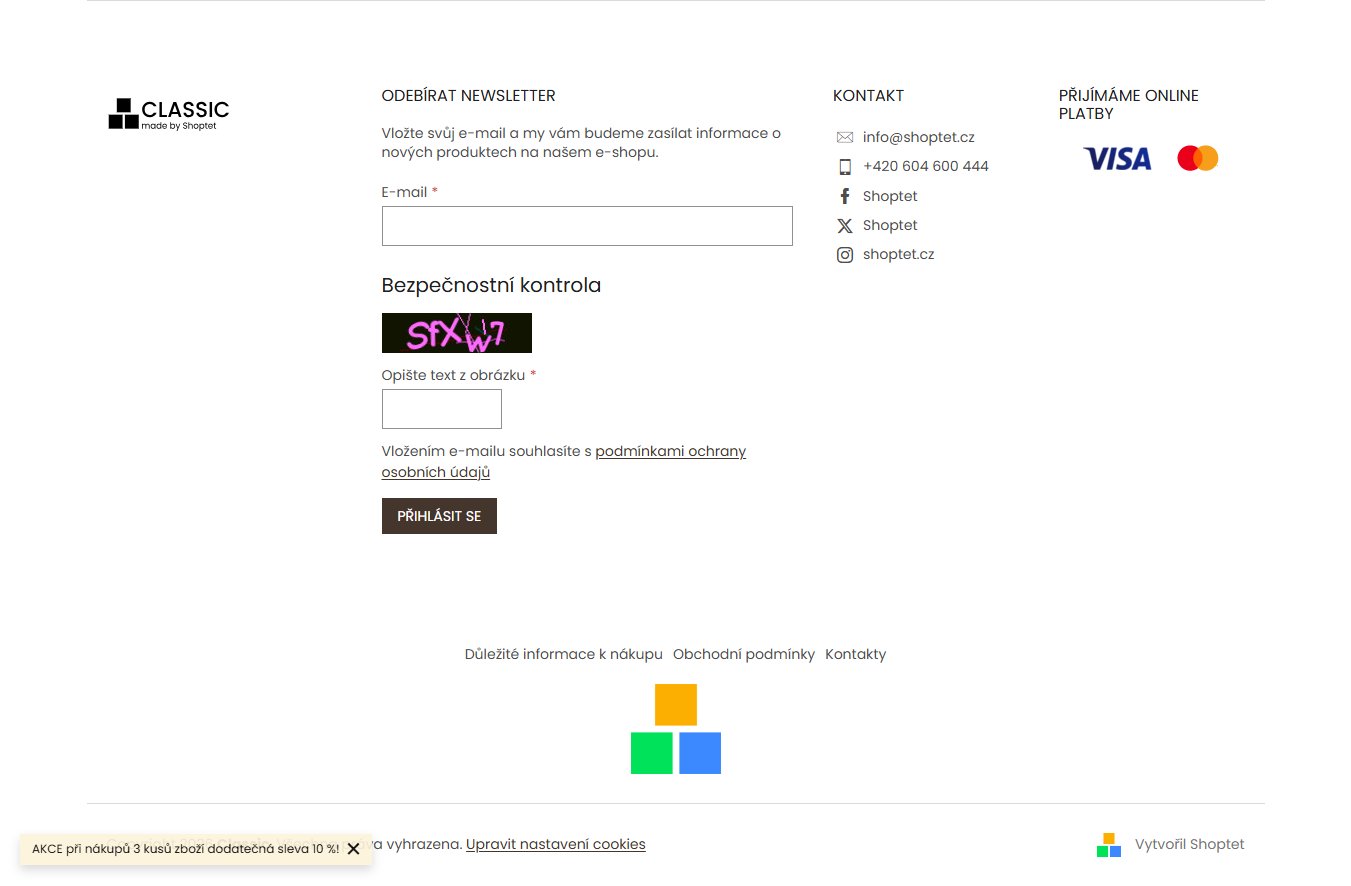 CLASSIC
made by Shoptet
ODEBÍRAT NEWSLETTER
Vložte svůj e-mail a my vám budeme zasílat informace o
nových produktech na našem e-shopu.
E-mail *
Bezpečnostní kontrola
SfXW7
Opište text z obrázku *
Vložením e-mailu souhlasíte s podmínkami ochrany
osobních údajů
PŘIHLÁSIT SE
KONTAKT
info@shoptet.cz
+420 604 600 444
Shoptet
Shoptet
shoptet.cz
PŘIJÍMÁME ONLINE
PLATBY
VISA
Důležité informace k nákupu Obchodní podmínky Kontakty
AKCE při nákupů 3 kusů zboží dodatečná sleva 10 %!
vyhrazena. Upravit nastavení cookies
Vytvořil Shoptet